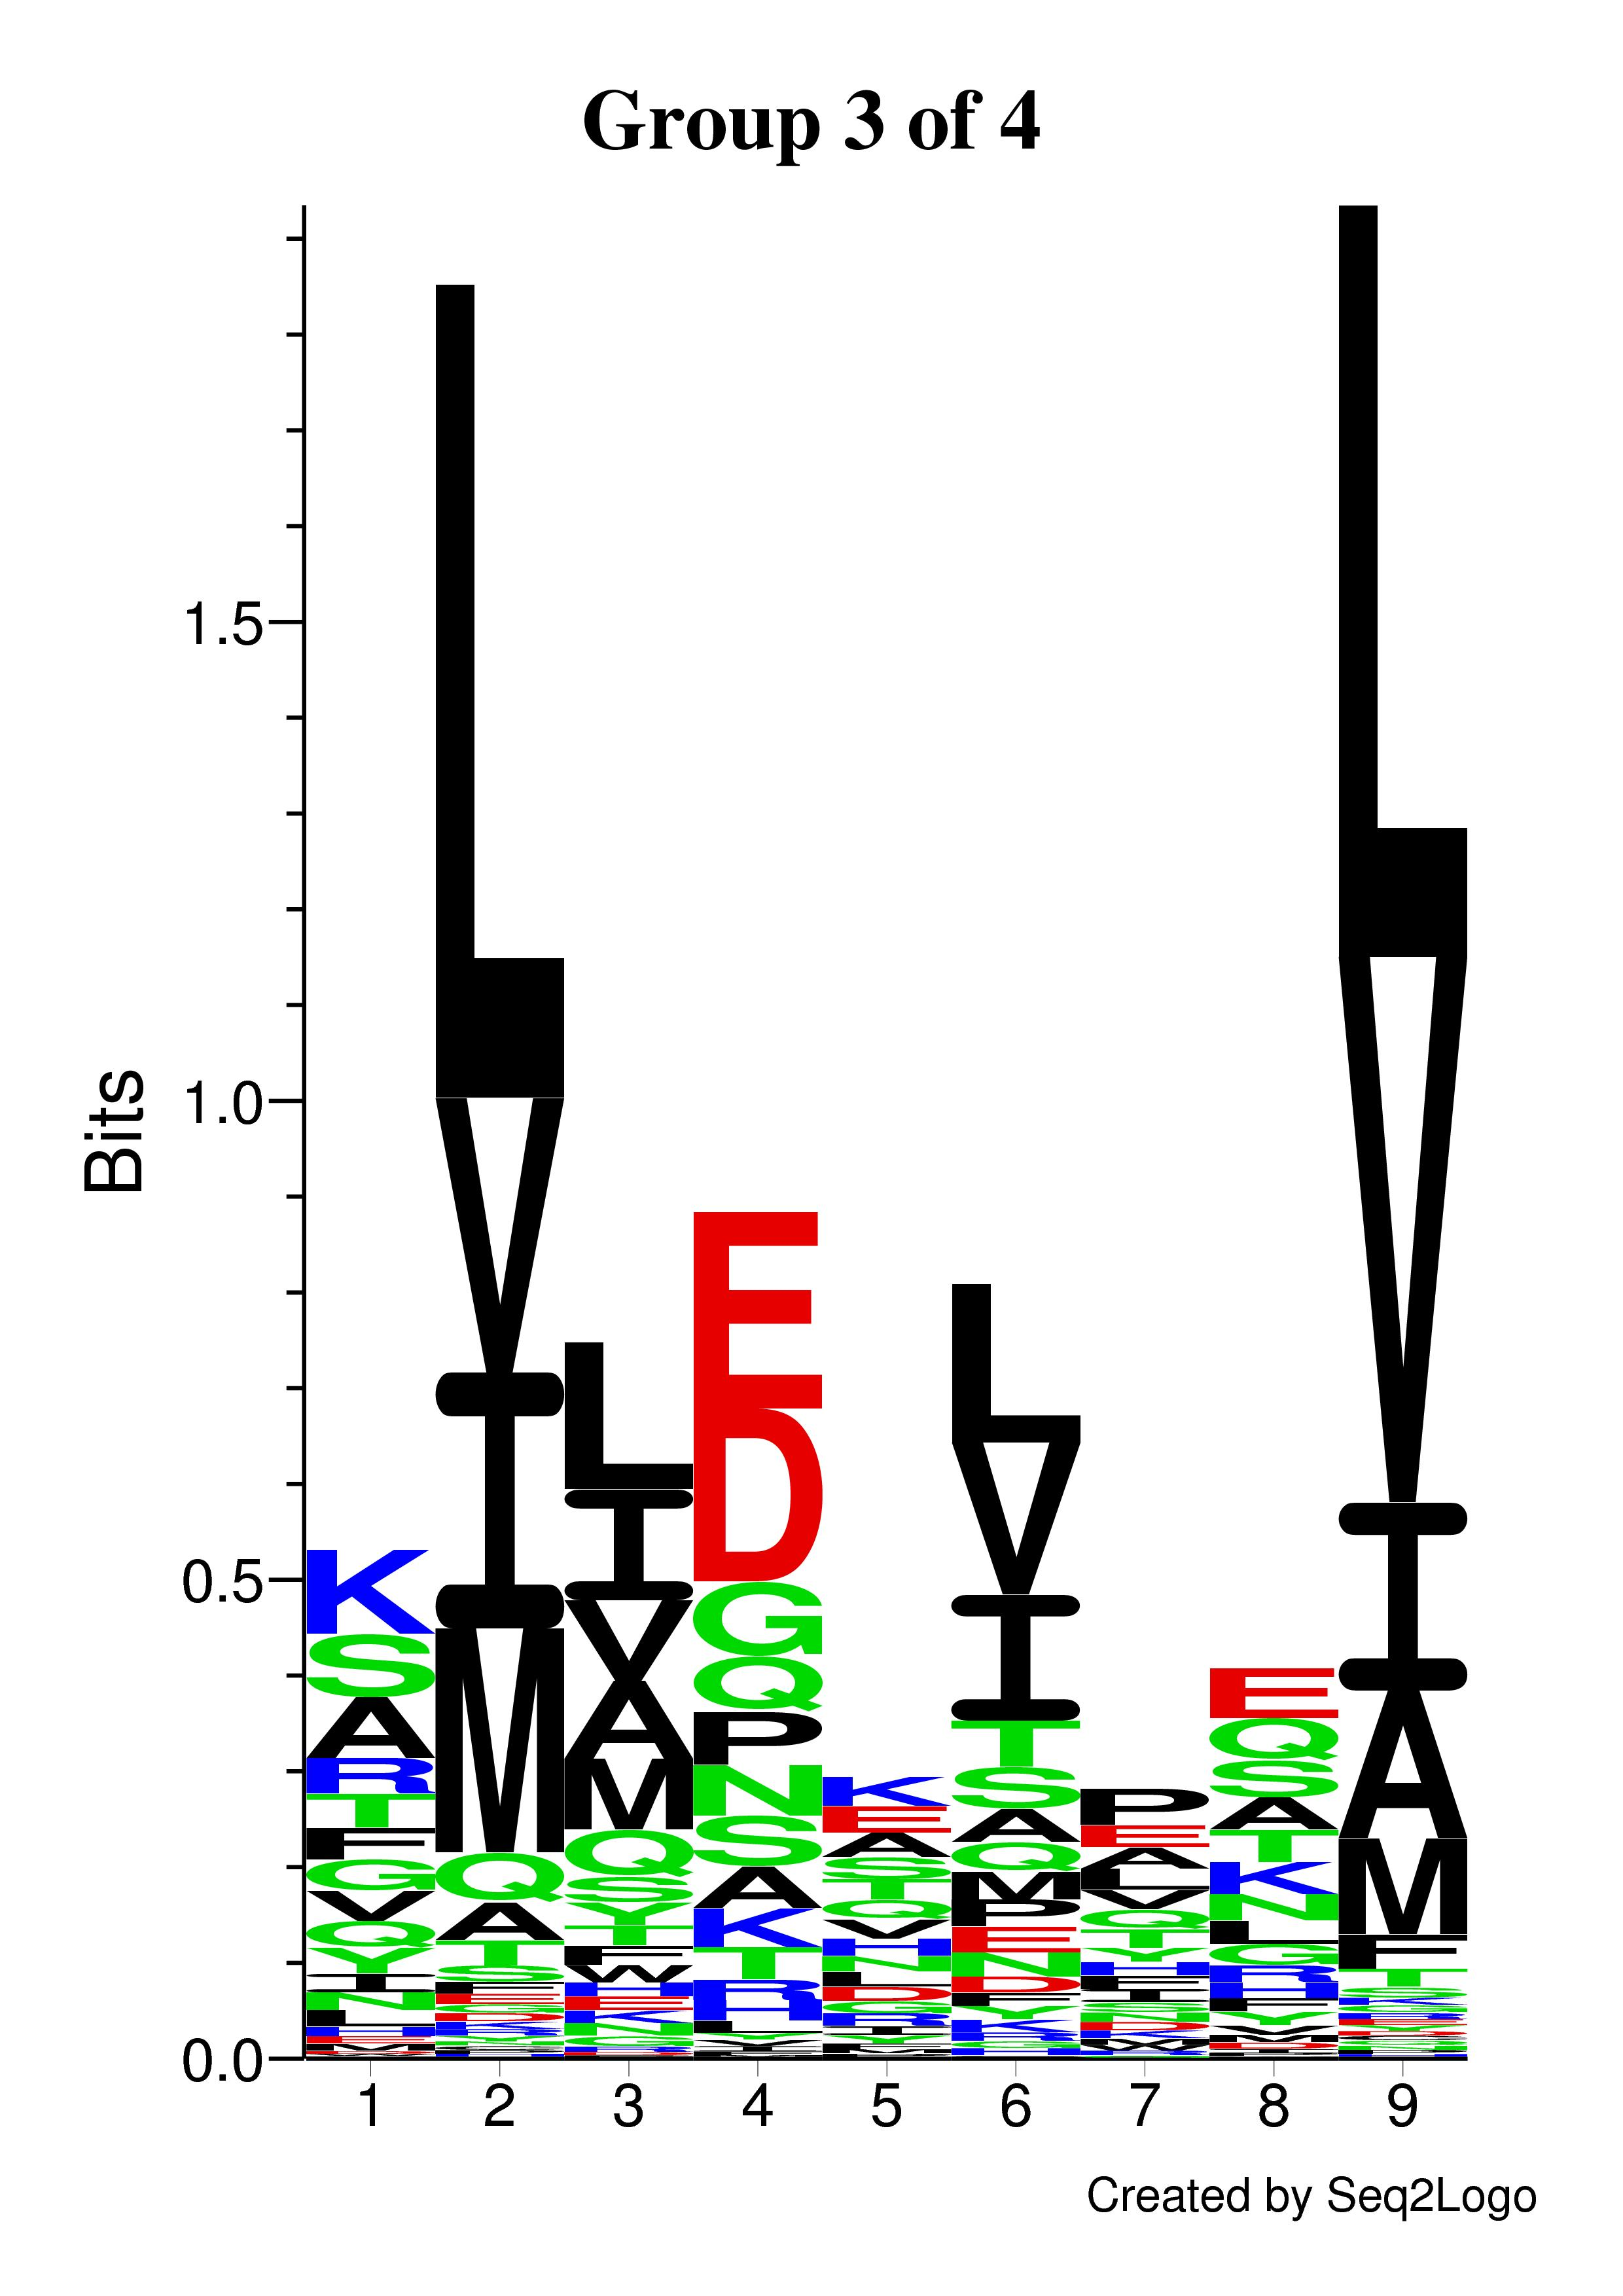 Group 3 of 4
Bits
1.5
1.0
0.5
0.0
L V I M Q A T
L I V A M Q S Y T F W
E D G Q P N S A K T R
L V I T S A Q M P E N D
L V I A M F T
K S A R T F G V Q Y I N L
E Q S A T K N L G R
K E A S T Q V H N L D G R
P E A L V Q T Y H F I
1 2 3 4 5 6 7 8 9
Created by Seq2Logo